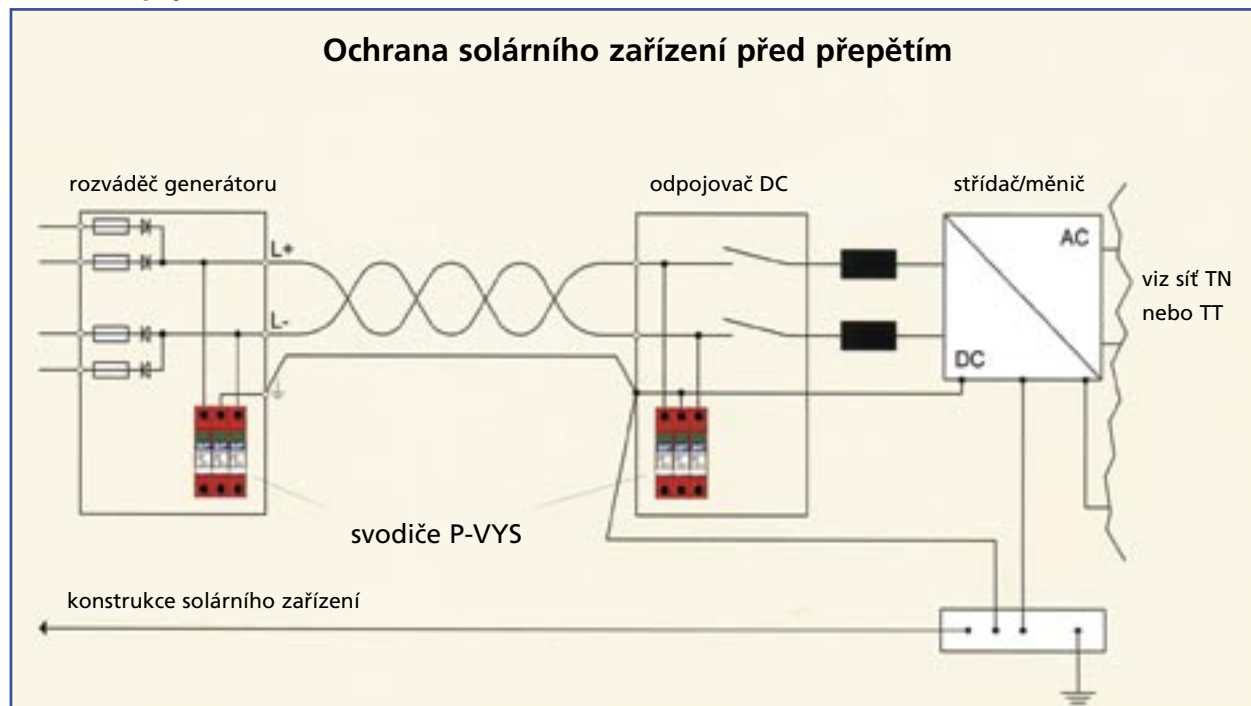 Ochrana solárního zařízení před přepětím
rozváděč generátoru
odpojovač DC
střídač/měnič
L+
AC
viz síť TN
nebo TT
L-
DC
svodiče P-VYS
konstrukce solárního zařízení